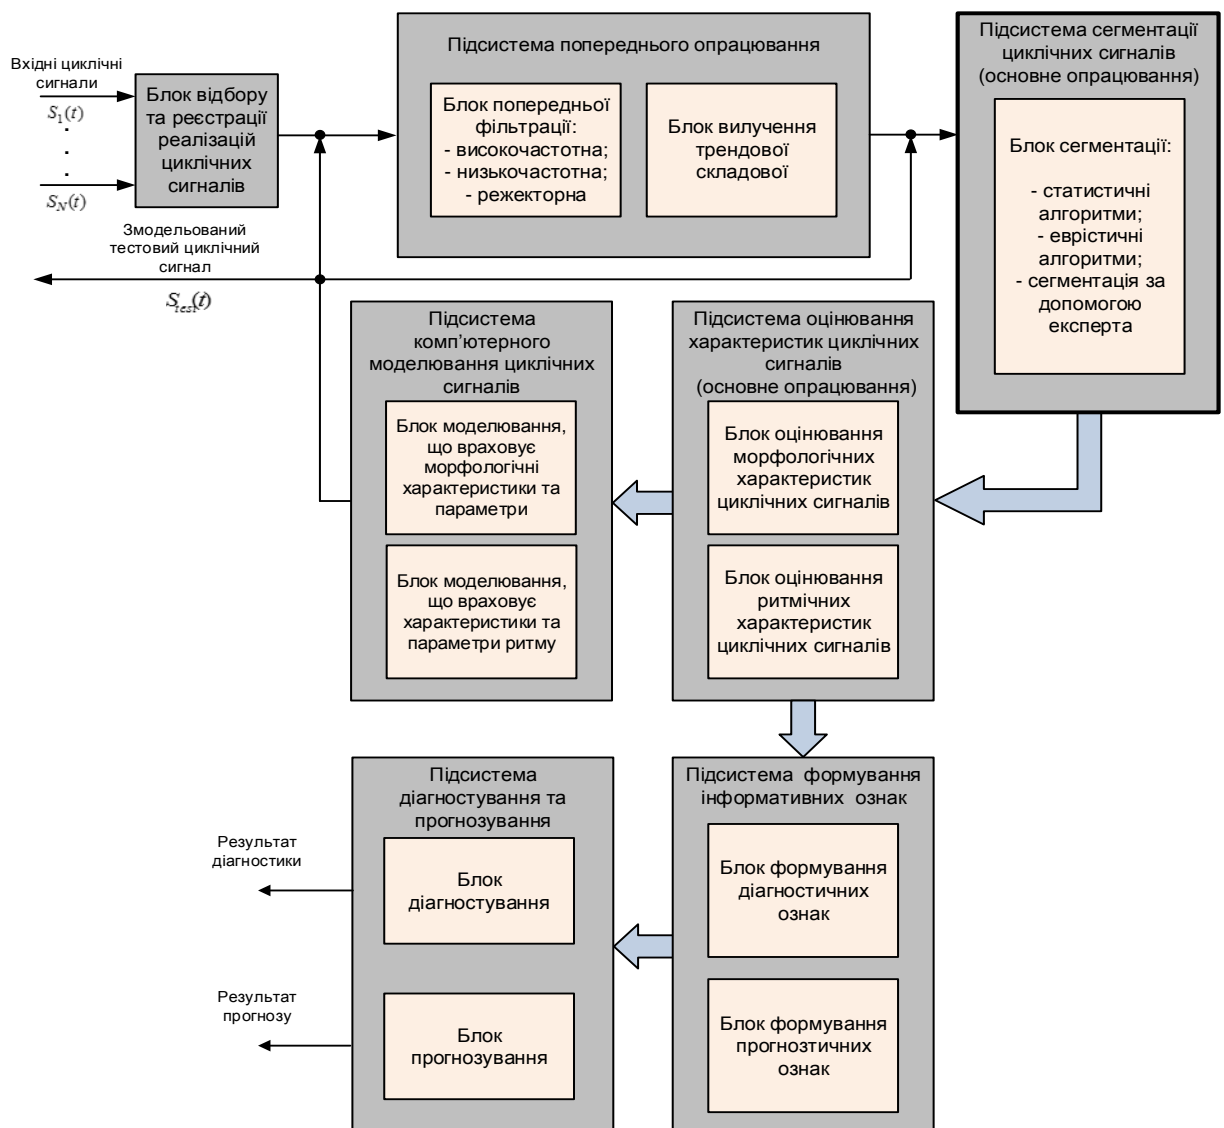 Вхідні циклічні
сигнали
S₁(t)
.
.
.
S_N(t)
Блок відбору
та реєстрації
реалізацій
циклічних
сигналів
Підсистема попереднього опрацювання
Блок попередньої
фільтрації:
- високочастотна;
- низькочастотна;
- режекторна
Блок вилучення
трендової
складової
Підсистема сегментації
циклічних сигналів
(основне опрацювання)
Блок сегментації:
- статистичні
алгоритми;
- еврістичні
алгоритми;
- сегментація за
допомогою
експерта
Змодельований
тестовий циклічний
сигнал
S_test(t)
Підсистема
комп’ютерного
моделювання циклічних
сигналів
Блок моделювання,
що враховує
морфологічні
характеристики та
параметри
Блок моделювання,
що враховує
характеристики та
параметри ритму
Підсистема оцінювання
характеристик циклічних
сигналів
(основне опрацювання)
Блок оцінювання
морфологічних
характеристик
циклічних сигналів
Блок оцінювання
ритмічних
характеристик
циклічних сигналів
Підсистема
діагностування та
прогнозування
Блок
діагностування
Блок
прогнозування
Результат
діагностики
Результат
прогнозу
Підсистема формування
інформативних ознак
Блок формування
діагностичних
ознак
Блок формування
прогнозтичних
ознак